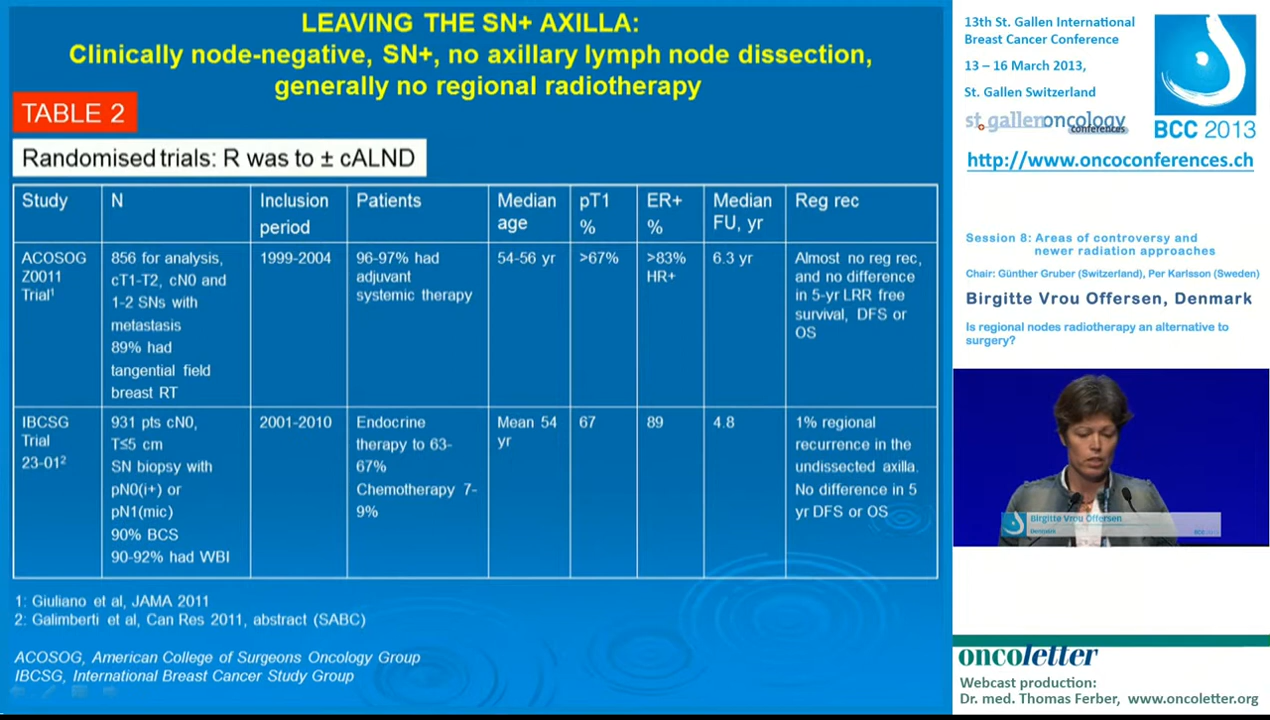 LEAVING THE SN+ AXILLA:
Clinically node-negative, SN+, no axillary lymph node dissection,
generally no regional radiotherapy
TABLE 2
Randomised trials: R was to ± cALND
Study
N
Inclusion
period
Patients
Median
age
pT1
%
ER+
%
Median
FU, yr
Reg rec
ACOSOG
Z0011
Trial¹
856 for analysis,
cT1-T2, cN0 and
1-2 SNs with
metastasis
89% had
tangential field
breast RT
1999-2004
96-97% had
adjuvant
systemic therapy
54-56 yr
>67%
>83%
HR+
6.3 yr
Almost no reg rec,
and no difference
in 5-yr LRR free
survival, DFS or
OS
IBCSG
Trial
23-01²
931 pts cN0,
T≤5 cm
SN biopsy with
pN0(i+) or
pN1(mic)
90% BCS
90-92% had WBI
2001-2010
Endocrine
therapy to 63-
67%
Chemotherapy 7-
9%
Mean 54
yr
67
89
4.8
1% regional
recurrence in the
undissected axilla.
No difference in 5
yr DFS or OS
1: Giuliano et al, JAMA 2011
2: Galimberti et al, Can Res 2011, abstract (SABC)
ACOSOG, American College of Surgeons Oncology Group
IBCSG, International Breast Cancer Study Group
13th St. Gallen International
Breast Cancer Conference
13 – 16 March 2013,
St. Gallen Switzerland
st.gallenoncology
conferences
BCC 2013
http://www.oncoconferences.ch
Session 8: Areas of controversy and
newer radiation approaches
Chair: Günther Gruber (Switzerland), Per Karlsson (Sweden)
Birgitte Vrou Offersen, Denmark
Is regional nodes radiotherapy an alternative to
surgery?
Birgitte Vrou Offersen
Denmark
BCC 2013
oncoletter
Webcast production:
Dr. med. Thomas Ferber, www.oncoletter.org